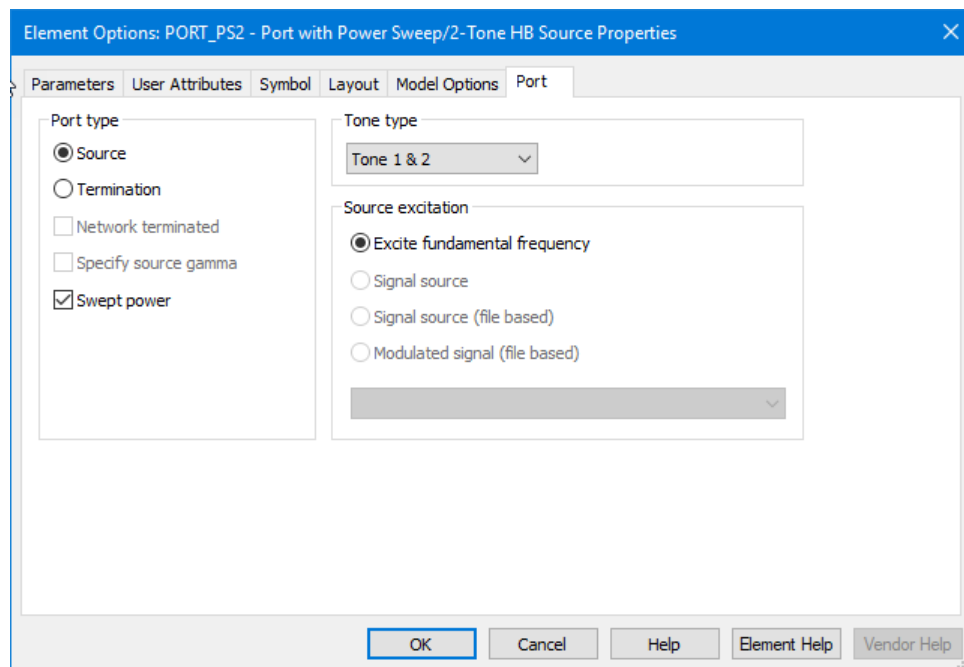 Element Options: PORT_PS2 - Port with Power Sweep/2-Tone HB Source Properties
Parameters User Attributes Symbol Layout Model Options Port
Port type
Source
Termination
Network terminated
Specify source gamma
Swept power
Tone type
Tone 1 & 2
Source excitation
Excite fundamental frequency
Signal source
Signal source (file based)
Modulated signal (file based)
OK Cancel Help Element Help Vendor Help